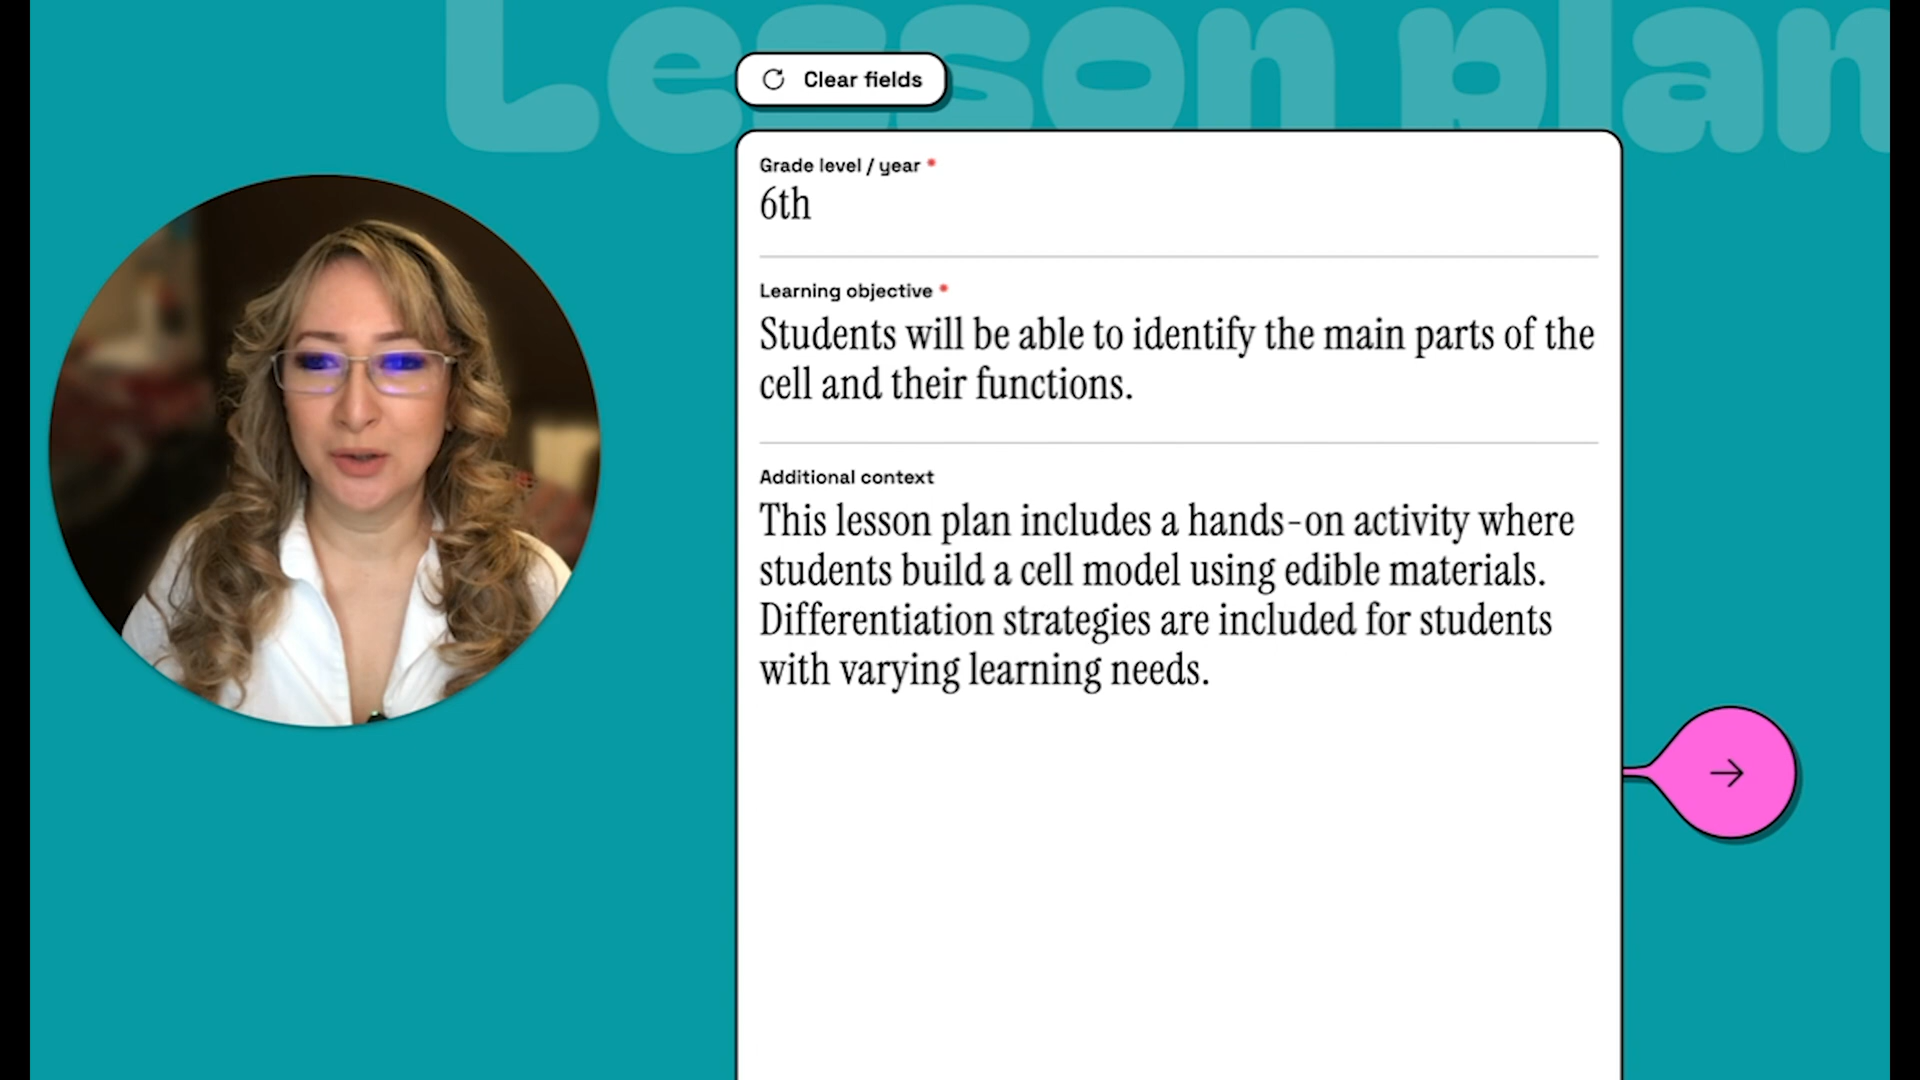 Lesson plan
Clear fields
Grade level / year *
6th
Learning objective *
Students will be able to identify the main parts of the
cell and their functions.
Additional context
This lesson plan includes a hands-on activity where
students build a cell model using edible materials.
Differentiation strategies are included for students
with varying learning needs.